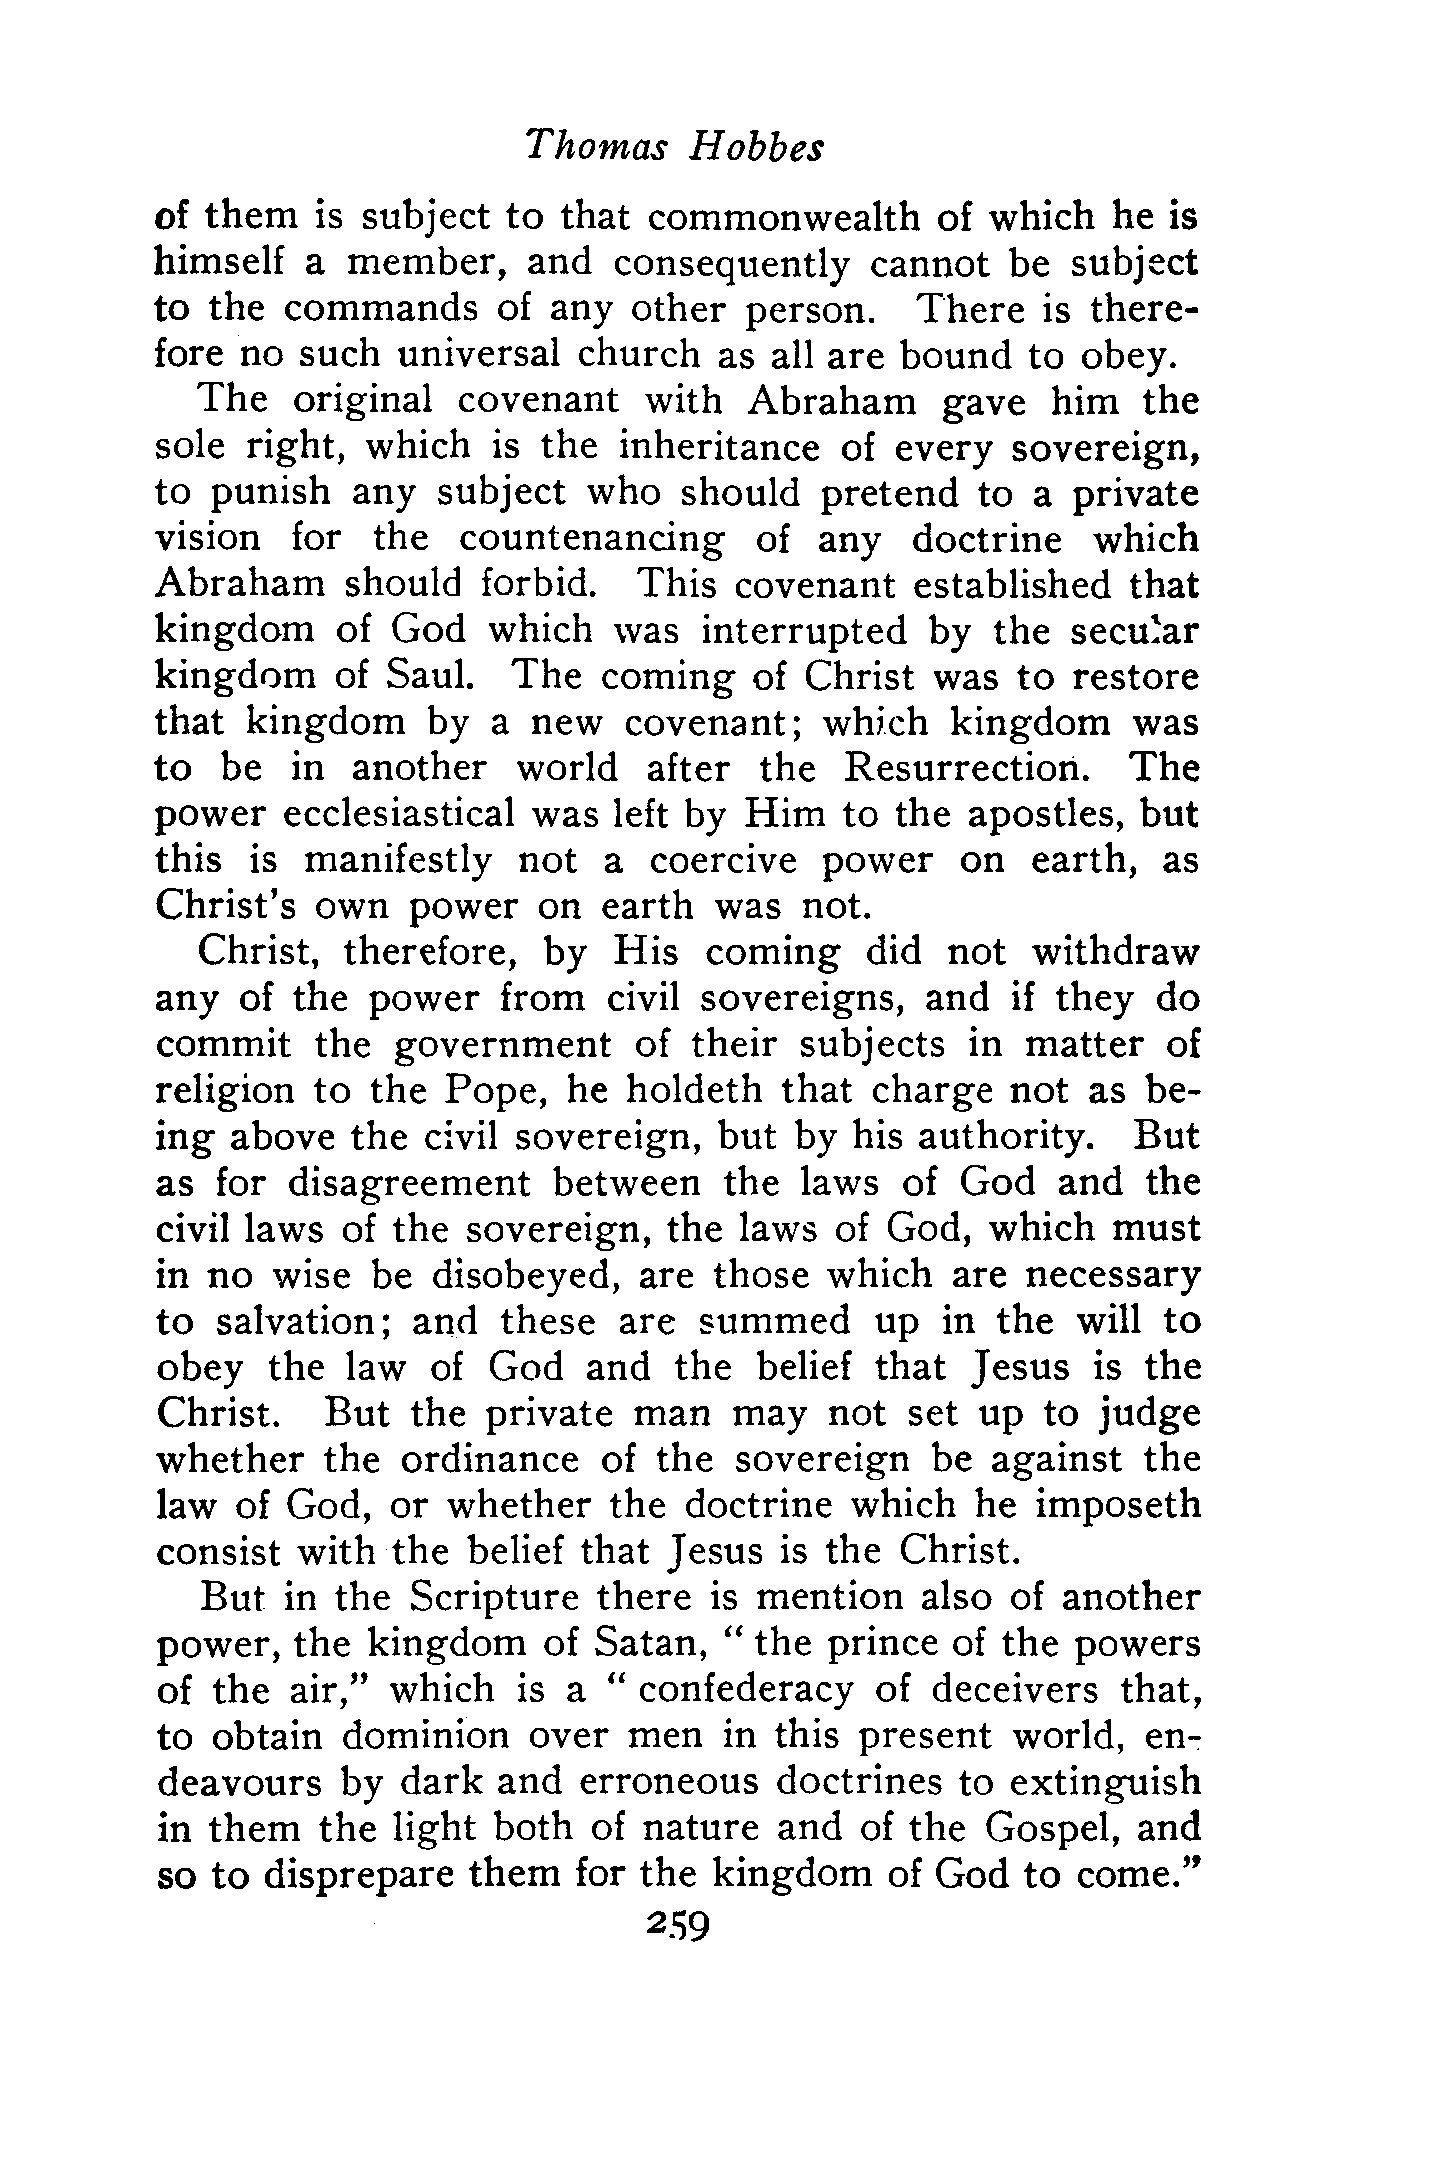 Thomas Hobbes
of them is subject to that commonwealth of which he is
himself a member, and consequently cannot be subject
to the commands of any other person. There is there-
fore no such universal church as all are bound to obey.
The original covenant with Abraham gave him the
sole right, which is the inheritance of every sovereign,
to punish any subject who should pretend to a private
vision for the countenancing of any doctrine which
Abraham should forbid. This covenant established that
kingdom of God which was interrupted by the secular
kingdom of Saul. The coming of Christ was to restore
that kingdom by a new covenant; which kingdom was
to be in another world after the Resurrection. The
power ecclesiastical was left by Him to the apostles, but
this is manifestly not a coercive power on earth, as
Christ's own power on earth was not.
Christ, therefore, by His coming did not withdraw
any of the power from civil sovereigns, and if they do
commit the government of their subjects in matter of
religion to the Pope, he holdeth that charge not as be-
ing above the civil sovereign, but by his authority. But
as for disagreement between the laws of God and the
civil laws of the sovereign, the laws of God, which must
in no wise be disobeyed, are those which are necessary
to salvation; and these are summed up in the will to
obey the law of God and the belief that Jesus is the
Christ. But the private man may not set up to judge
whether the ordinance of the sovereign be against the
law of God, or whether the doctrine which he imposeth
consist with the belief that Jesus is the Christ.
But in the Scripture there is mention also of another
power, the kingdom of Satan, " the prince of the powers
of the air," which is a " confederacy of deceivers that,
to obtain dominion over men in this present world, en-
deavours by dark and erroneous doctrines to extinguish
in them the light both of nature and of the Gospel, and
so to disprepare them for the kingdom of God to come."
259